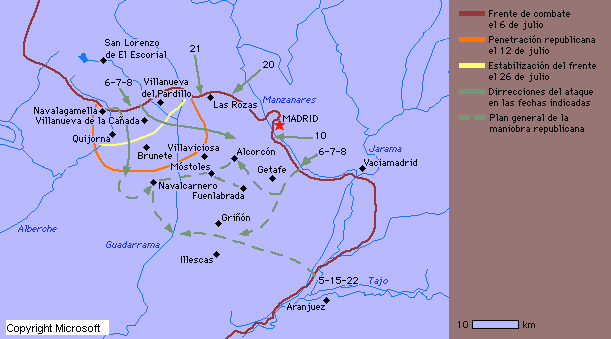 San Lorenzo
de El Escorial
21
20
6-7-8
Villanueva
del Pardillo
Manzanares
Las Rozas
Navalagamella
MADRID
Villanueva de la Cañada
10
Quijorna
Villaviciosa
Alcorcón
6-7-8
Jarama
Brunete
Móstoles
Getafe
Vaciamadrid
Navalcarnero
Fuenlabrada
Griñón
Alberche
Guadarrama
Illescas
5-15-22
Tajo
Aranjuez
Copyright Microsoft
Frente de combate
el 6 de julio
Penetración republicana
el 12 de julio
Estabilización del frente
el 26 de julio
Dirrecciones del ataque
en las fechas indicadas
Plan general de la
maniobra republicana
10 km